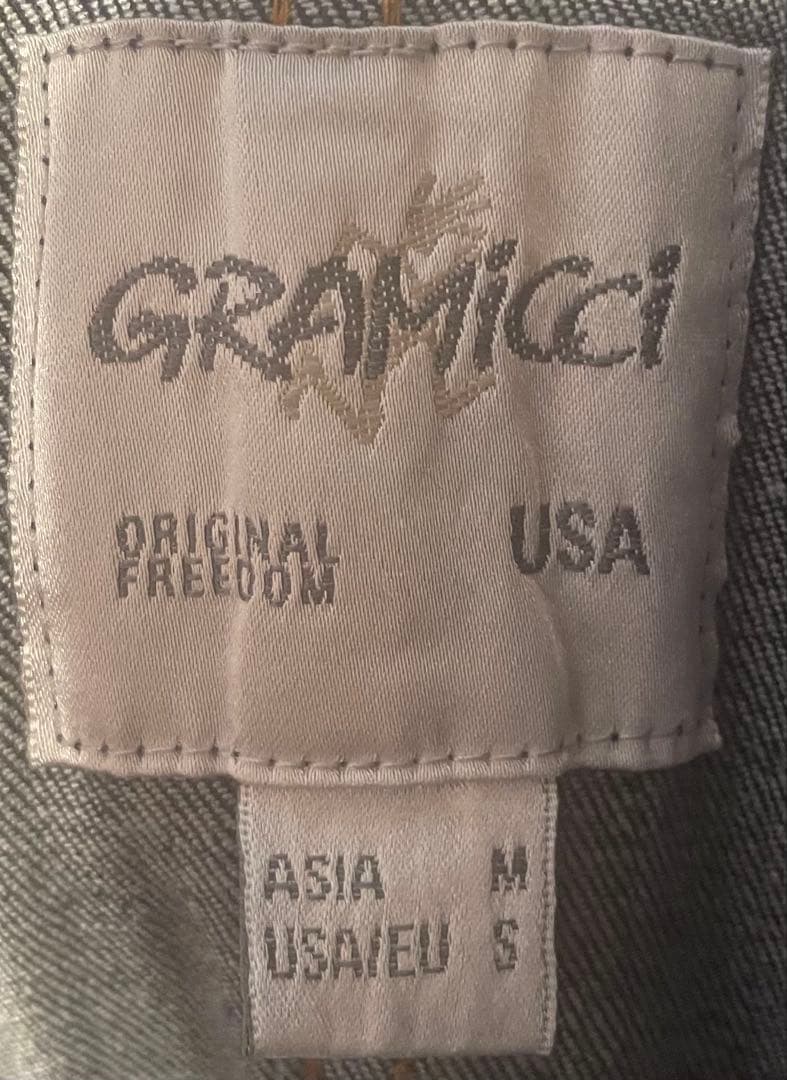 GRAMiCCi
ORIGINAL
FREEDOM
USA
ASIA M
USA/EU S